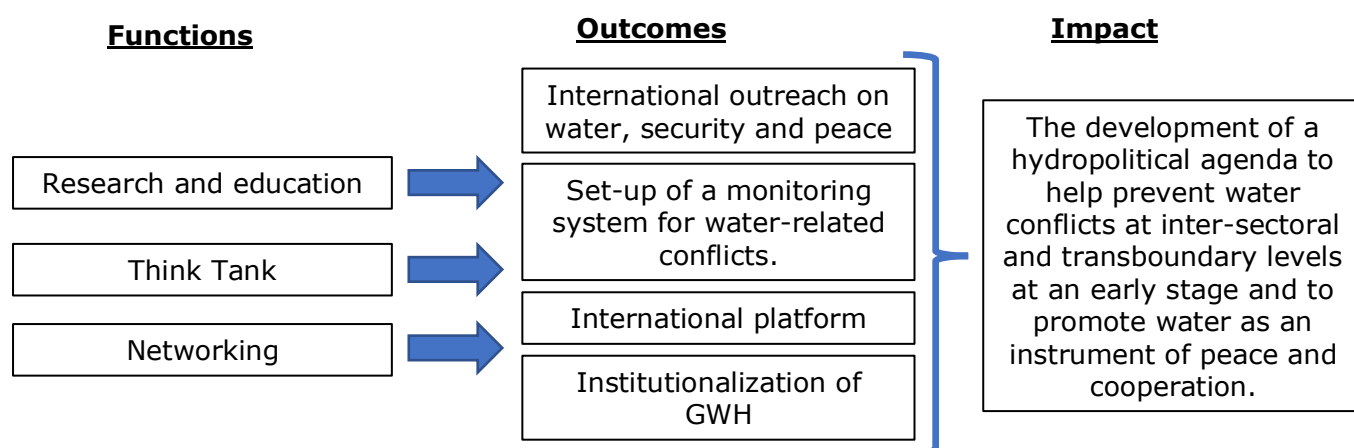 Functions
Research and education
Think Tank
Networking
Outcomes
International outreach on
water, security and peace
Set-up of a monitoring
system for water-related
conflicts.
International platform
Institutionalization of
GWH
Impact
The development of a
hydropolitical agenda to
help prevent water
conflicts at inter-sectoral
and transboundary levels
at an early stage and to
promote water as an
instrument of peace and
cooperation.